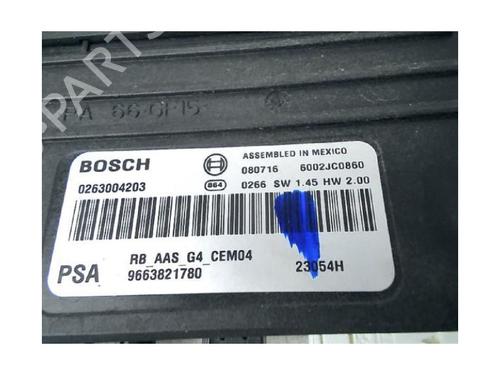 PA 66-GF15
BOSCH
ASSEMBLED IN MEXICO
080716 6002JC0860
0263004203
864
0266 SW 1.45 HW 2.00
PSA
RB_AAS_G4_CEM04
9663821780
23054H